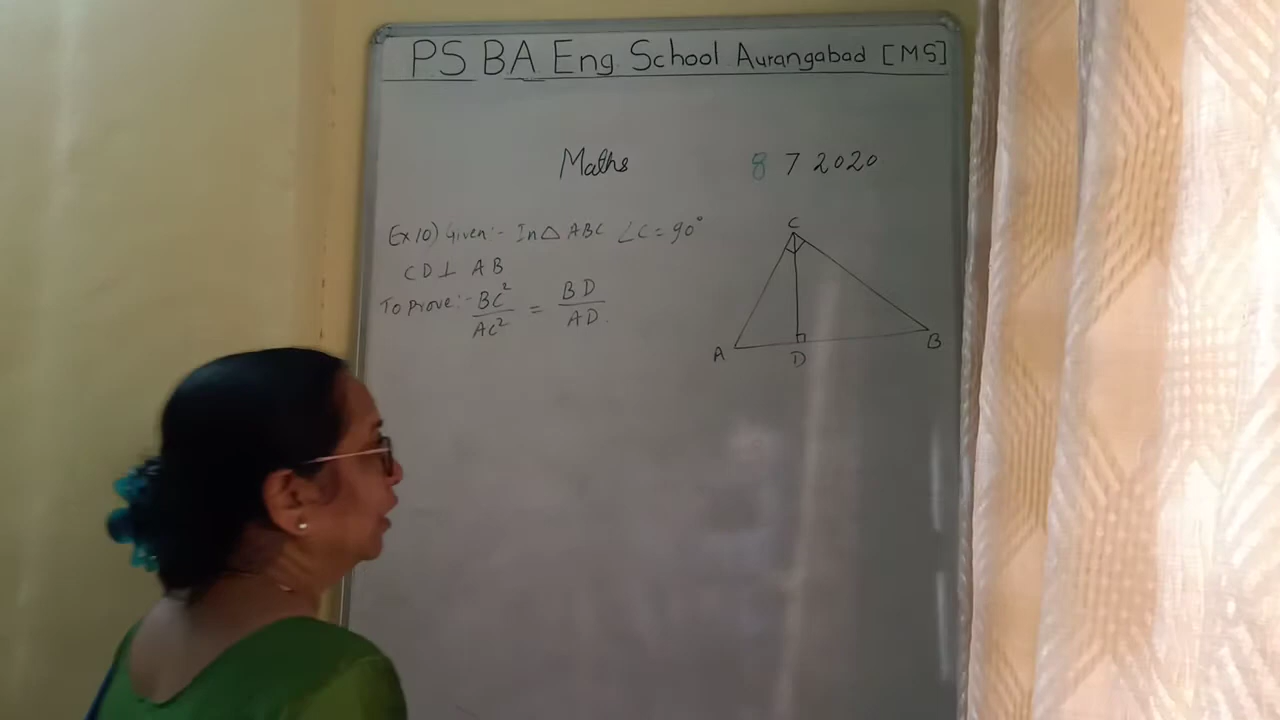 PS BA Eng School Aurangabad [MS]
Maths 8 7 2020
Ex 10) Given:- In △ ABC ∠C = 90°
CD ⊥ AB
To Prove:- BC²/AC² = BD/AD.
C
A D B